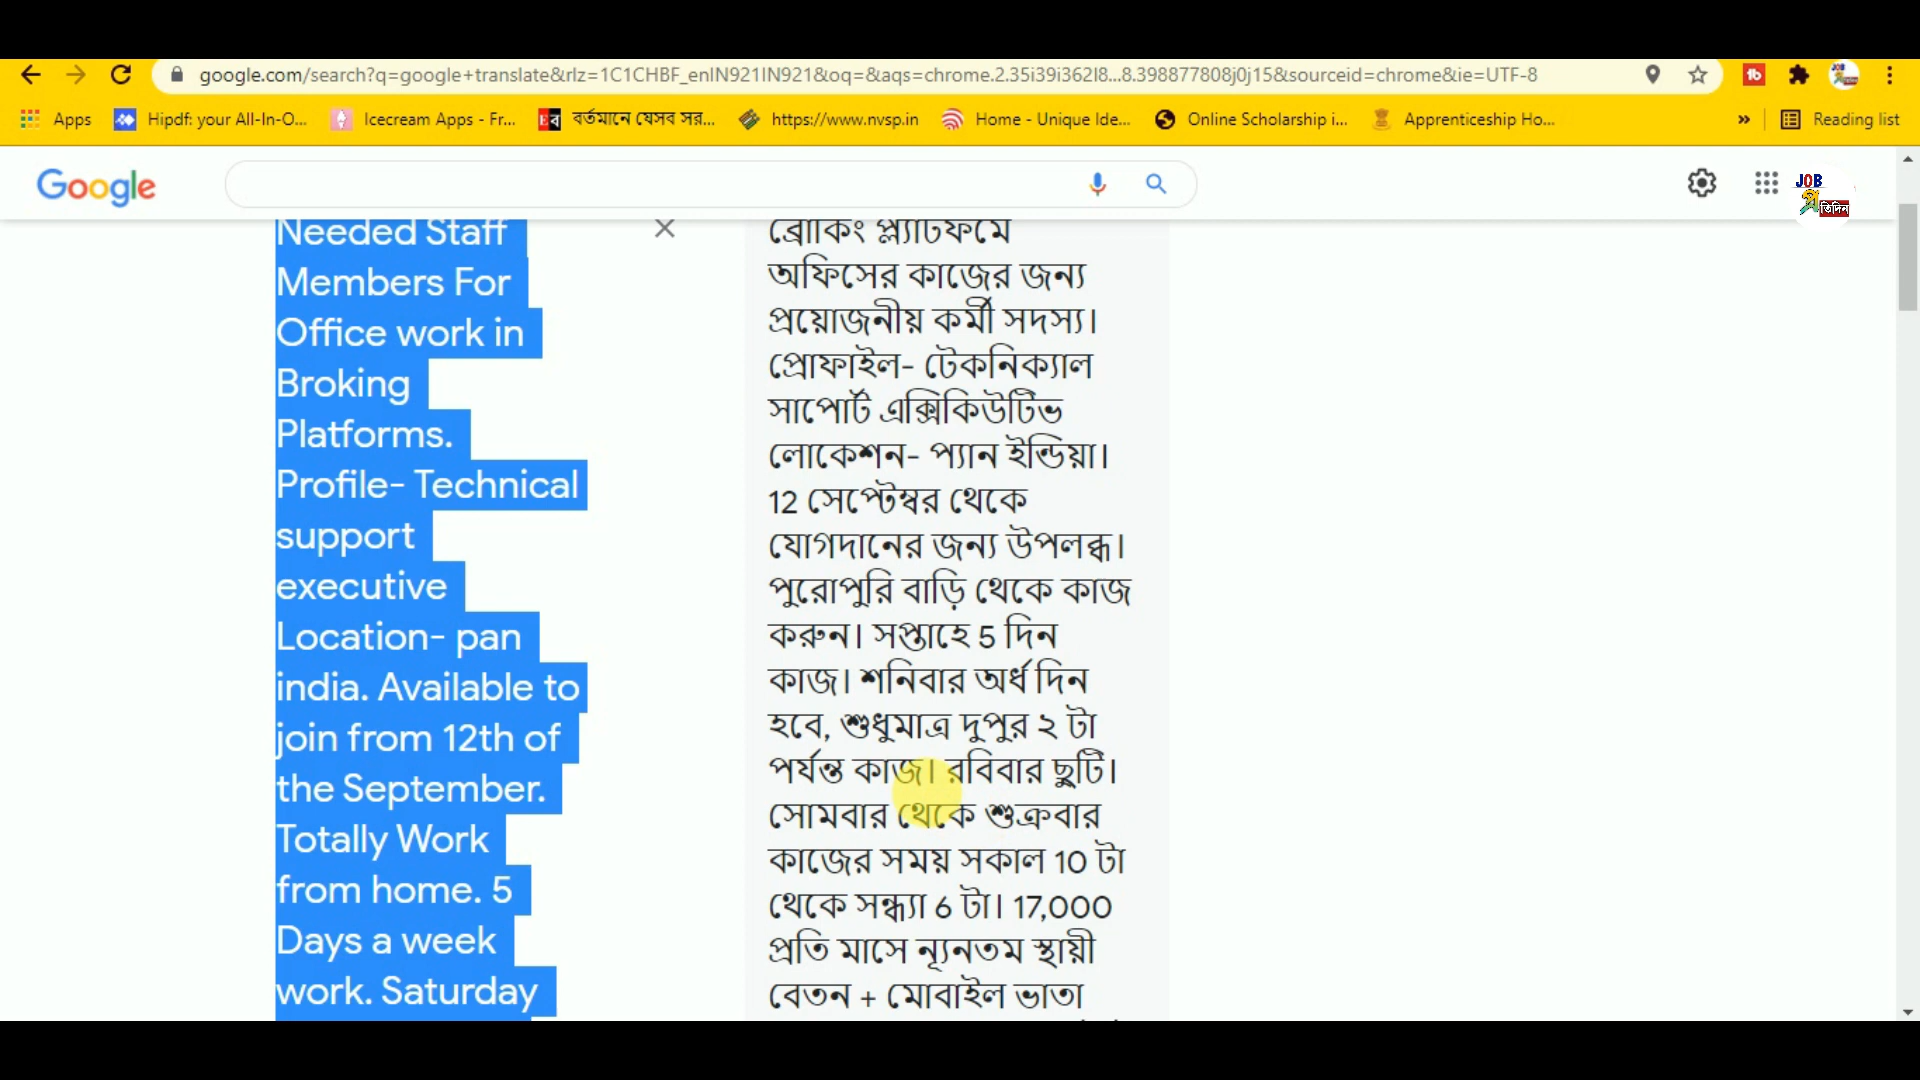 google.com/search?q=google+translate&rlz=1C1CHBF_enIN921IN921&oq=&aqs=chrome.2.35i39i362l8...8.398877808j0j15&sourceid=chrome&ie=UTF-8
Apps
Hipdf: your All-In-O...
Icecream Apps - Fr...
বর্তমানে যেসব সর...
https://www.nvsp.in
Home - Unique Ide...
Online Scholarship i...
Apprenticeship Ho...
»
Reading list
Google
JOB
প্রতিদিন
Needed Staff
Members For
Office work in
Broking
Platforms.
Profile- Technical
support
executive
Location- pan
india. Available to
join from 12th of
the September.
Totally Work
from home. 5
Days a week
work. Saturday
ব্রোকিং প্ল্যাটফর্মে
অফিসের কাজের জন্য
প্রয়োজনীয় কর্মী সদস্য।
প্রোফাইল- টেকনিক্যাল
সাপোর্ট এক্সিকিউটিভ
লোকেশন- প্যান ইন্ডিয়া।
12 সেপ্টেম্বর থেকে
যোগদানের জন্য উপলব্ধ।
পুরোপুরি বাড়ি থেকে কাজ
করুন। সপ্তাহে 5 দিন
কাজ। শনিবার অর্ধ দিন
হবে, শুধুমাত্র দুপুর ২ টা
পর্যন্ত কাজ। রবিবার ছুটি।
সোমবার থেকে শুক্রবার
কাজের সময় সকাল 10 টা
থেকে সন্ধ্যা 6 টা। 17,000
প্রতি মাসে ন্যূনতম স্থায়ী
বেতন + মোবাইল ভাতা